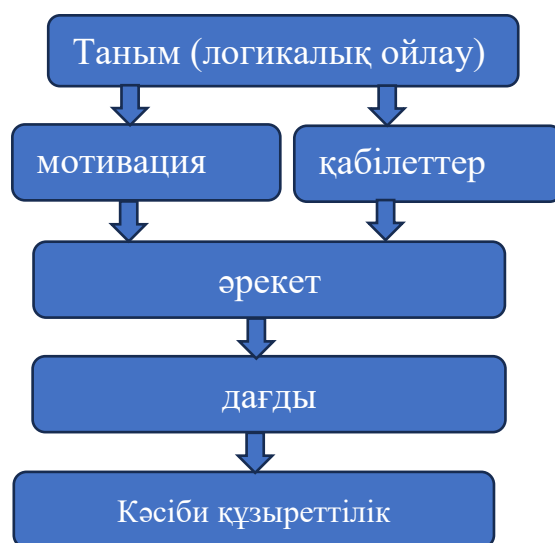 Таным (логикалық ойлау)
мотивация
қабілеттер
әрекет
дағды
Кәсіби құзыреттілік